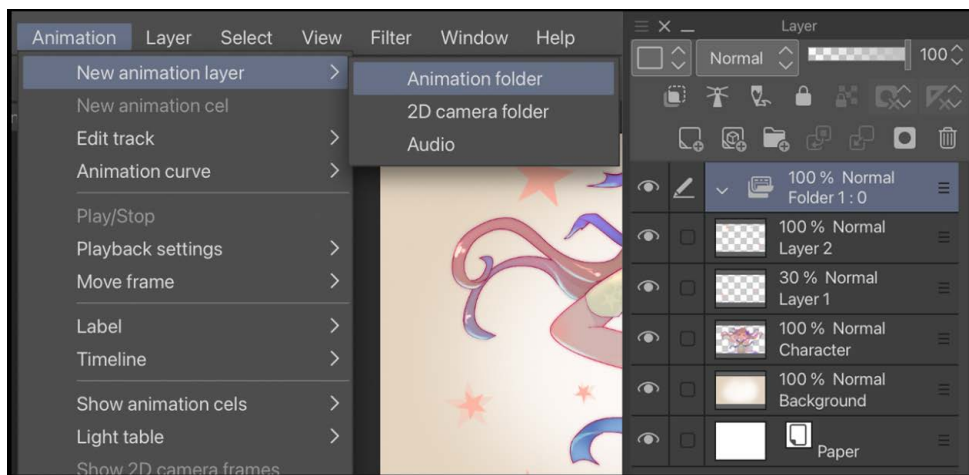 Animation Layer Select View Filter Window Help
New animation layer
New animation cel
Edit track
Animation curve
Play/Stop
Playback settings
Move frame
Label
Timeline
Show animation cels
Light table
Show 2D camera frames
Animation folder
2D camera folder
Audio
Layer
Normal 100
100 % Normal
Folder 1 : 0
100 % Normal
Layer 2
30 % Normal
Layer 1
100 % Normal
Character
100 % Normal
Background
Paper